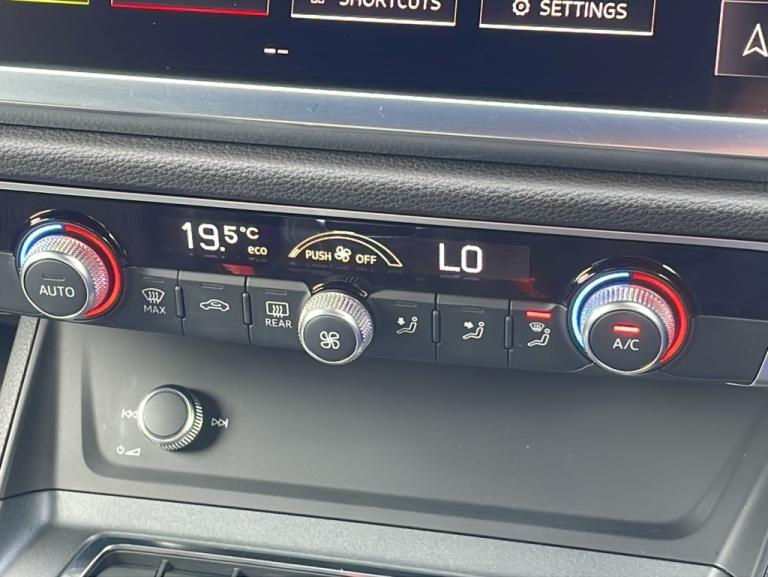 SHORTCUTS
SETTINGS
--
19.5°C
eco
PUSH OFF
LO
AUTO
MAX
REAR
A/C